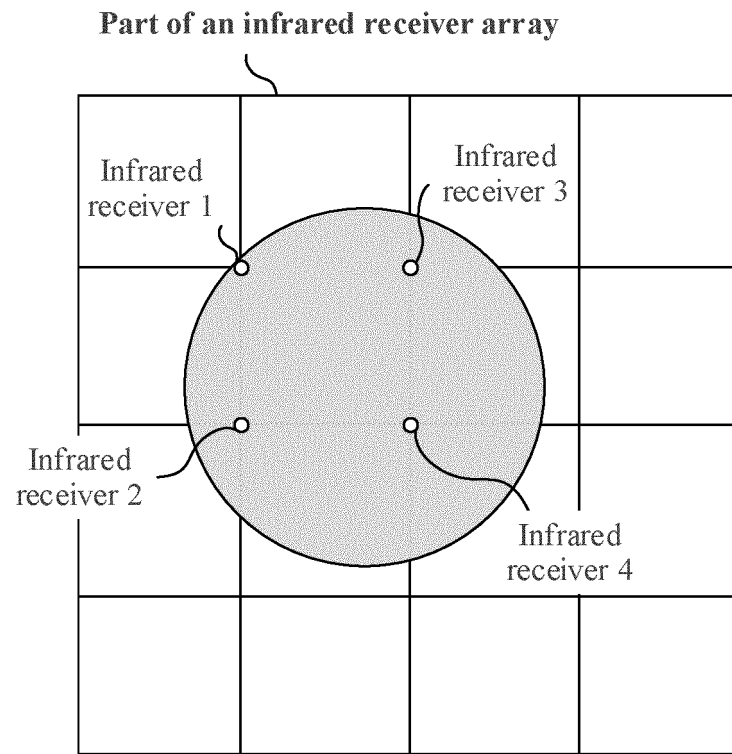 Part of an infrared receiver array
Infrared
receiver 1
Infrared
receiver 3
Infrared
receiver 2
Infrared
receiver 4